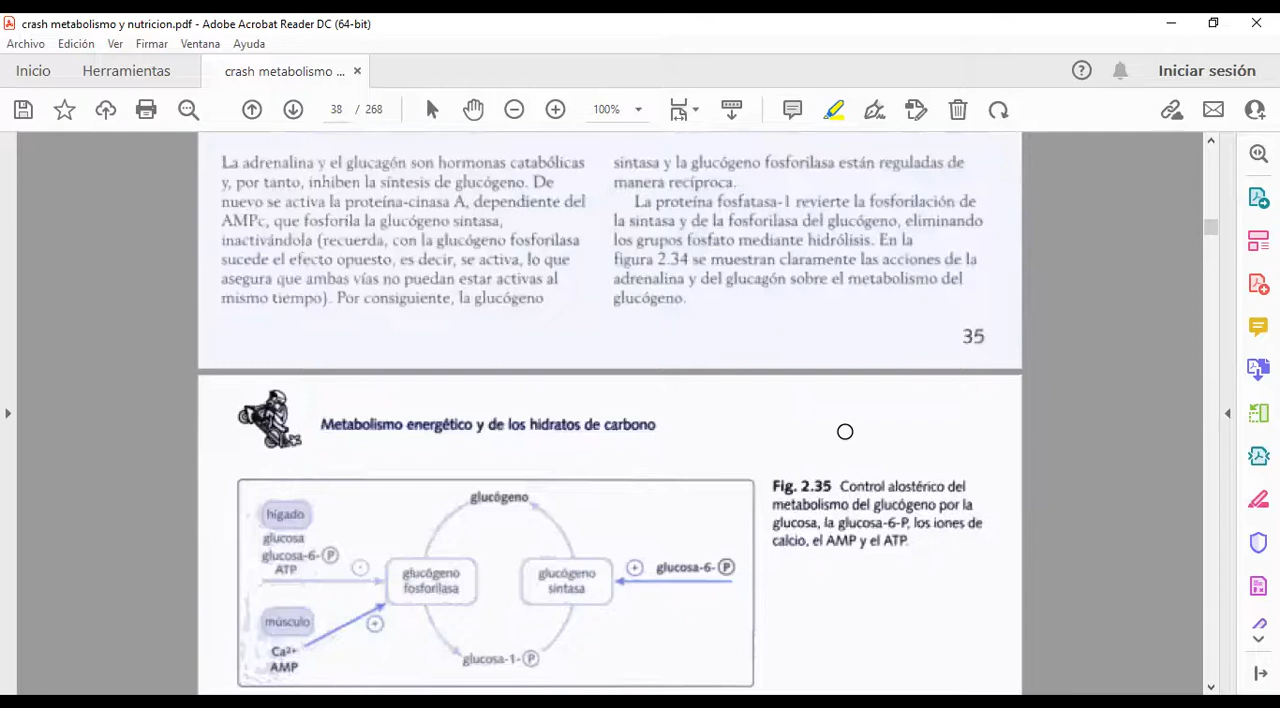 crash metabolismo y nutricion.pdf - Adobe Acrobat Reader DC (64-bit)
Archivo Edición Ver Firmar Ventana Ayuda
Inicio Herramientas crash metabolismo ... × Iniciar sesión
38 / 268 100%
La adrenalina y el glucagón son hormonas catabólicas
y, por tanto, inhiben la síntesis de glucógeno. De
nuevo se activa la proteína-cinasa A, dependiente del
AMPc, que fosforila la glucógeno sintasa,
inactivándola (recuerda, con la glucógeno fosforilasa
sucede el efecto opuesto, es decir, se activa, lo que
asegura que ambas vías no puedan estar activas al
mismo tiempo). Por consiguiente, la glucógeno
sintasa y la glucógeno fosforilasa están reguladas de
manera recíproca.
La proteína fosfatasa-1 revierte la fosforilación de
la sintasa y de la fosforilasa del glucógeno, eliminando
los grupos fosfato mediante hidrólisis. En la
figura 2.34 se muestran claramente las acciones de la
adrenalina y del glucagón sobre el metabolismo del
glucógeno.
35
Metabolismo energético y de los hidratos de carbono
hígado
glucosa
glucosa-6-P
ATP
-
músculo
Ca²⁺
AMP
+
glucógeno
glucógeno
fosforilasa
glucógeno
sintasa
+ glucosa-6-P
glucosa-1-P
Fig. 2.35 Control alostérico del
metabolismo del glucógeno por la
glucosa, la glucosa-6-P, los iones de
calcio, el AMP y el ATP.